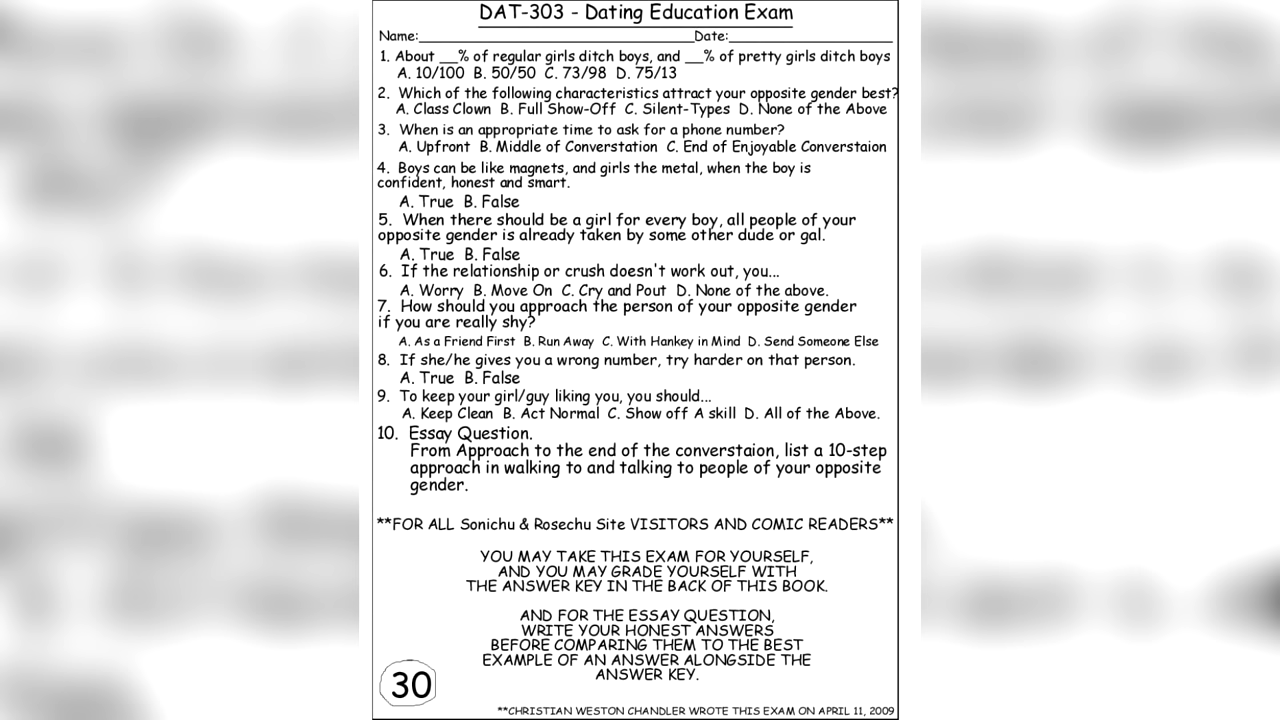 DAT-303 - Dating Education Exam
Name:___ Date:___
1. About __% of regular girls ditch boys, and __% of pretty girls ditch boys
A. 10/100 B. 50/50 C. 73/98 D. 75/13
2. Which of the following characteristics attract your opposite gender best?
A. Class Clown B. Full Show-Off C. Silent-Types D. None of the Above
3. When is an appropriate time to ask for a phone number?
A. Upfront B. Middle of Converstation C. End of Enjoyable Converstaion
4. Boys can be like magnets, and girls the metal, when the boy is
confident, honest and smart.
A. True B. False
5. When there should be a girl for every boy, all people of your
opposite gender is already taken by some other dude or gal.
A. True B. False
6. If the relationship or crush doesn't work out, you...
A. Worry B. Move On C. Cry and Pout D. None of the above.
7. How should you approach the person of your opposite gender
if you are really shy?
A. As a Friend First B. Run Away C. With Hankey in Mind D. Send Someone Else
8. If she/he gives you a wrong number, try harder on that person.
A. True B. False
9. To keep your girl/guy liking you, you should...
A. Keep Clean B. Act Normal C. Show off A skill D. All of the Above.
10. Essay Question.
From Approach to the end of the converstaion, list a 10-step
approach in walking to and talking to people of your opposite
gender.
**FOR ALL Sonichu & Rosechu Site VISITORS AND COMIC READERS**
YOU MAY TAKE THIS EXAM FOR YOURSELF,
AND YOU MAY GRADE YOURSELF WITH
THE ANSWER KEY IN THE BACK OF THIS BOOK.
AND FOR THE ESSAY QUESTION,
WRITE YOUR HONEST ANSWERS
BEFORE COMPARING THEM TO THE BEST
EXAMPLE OF AN ANSWER ALONGSIDE THE
ANSWER KEY.
30
**CHRISTIAN WESTON CHANDLER WROTE THIS EXAM ON APRIL 11, 2009